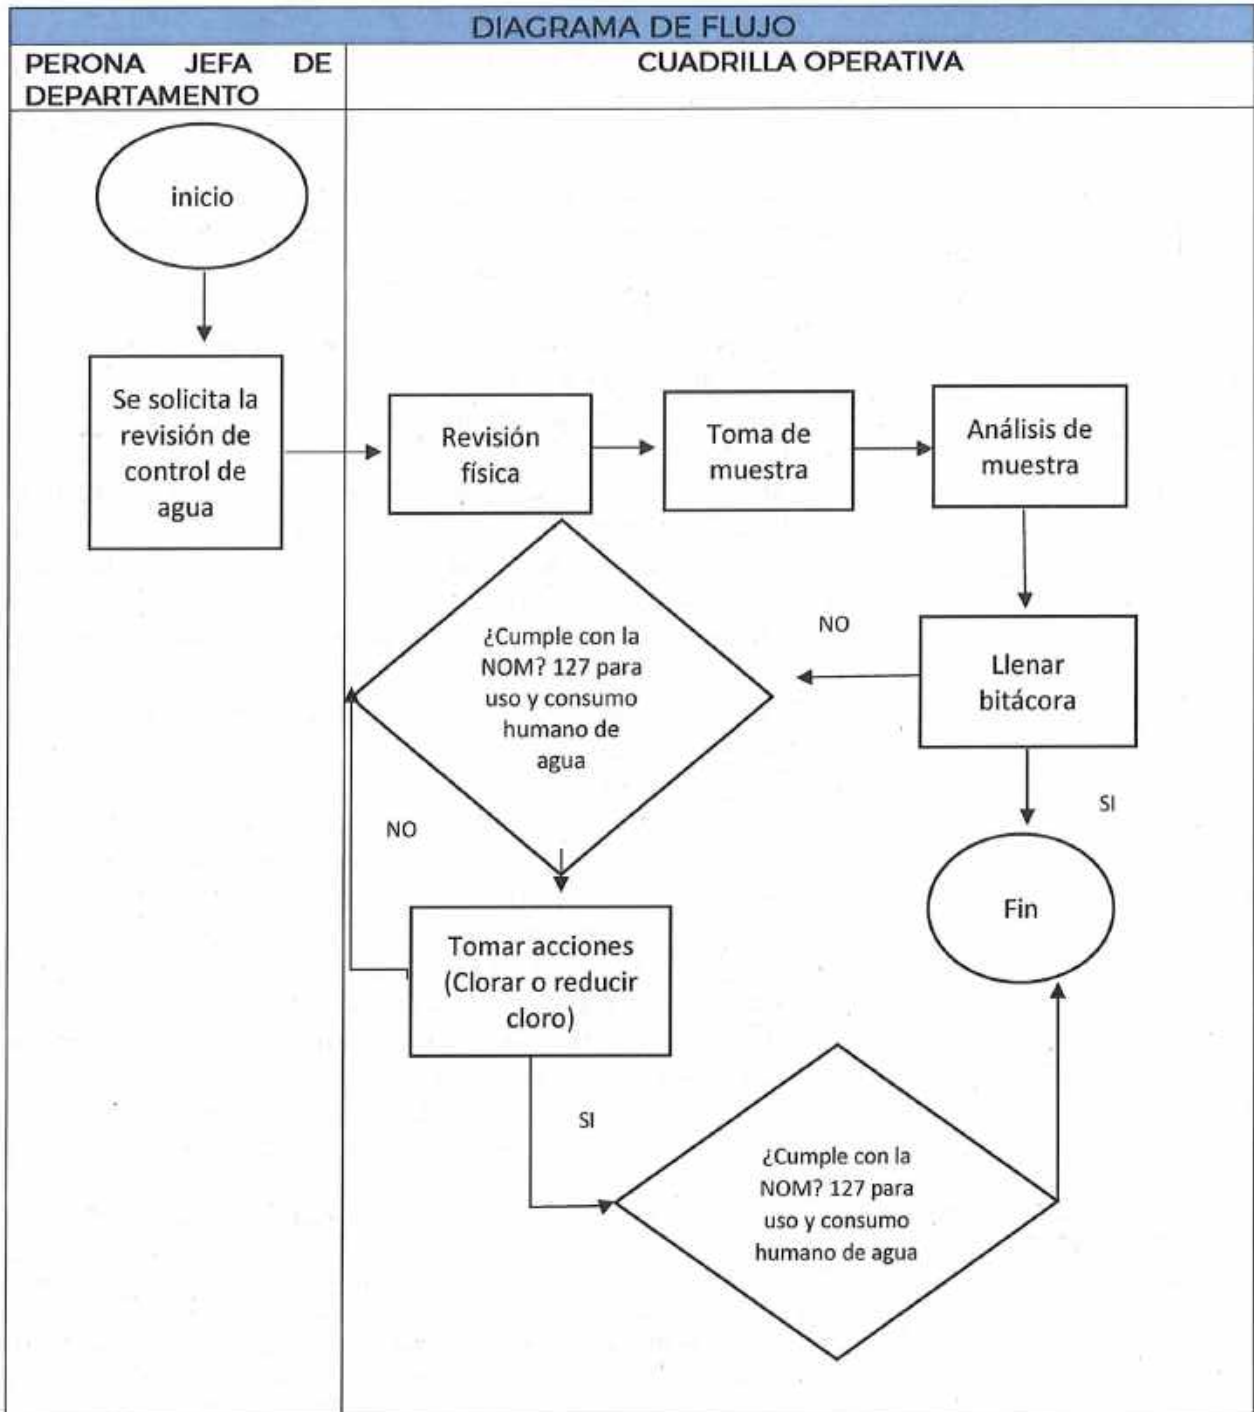 DIAGRAMA DE FLUJO
PERONA JEFA DE
DEPARTAMENTO
CUADRILLA OPERATIVA
inicio
Se solicita la
revisión de
control de
agua
Revisión
física
Toma de
muestra
Análisis de
muestra
¿Cumple con la
NOM? 127 para
uso y consumo
humano de
agua
NO
Llenar
bitácora
SI
NO
Fin
Tomar acciones
(Clorar o reducir
cloro)
SI
¿Cumple con la
NOM? 127 para
uso y consumo
humano de agua